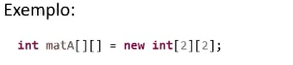 Exemplo:
int matA[][] = new int[2][2];